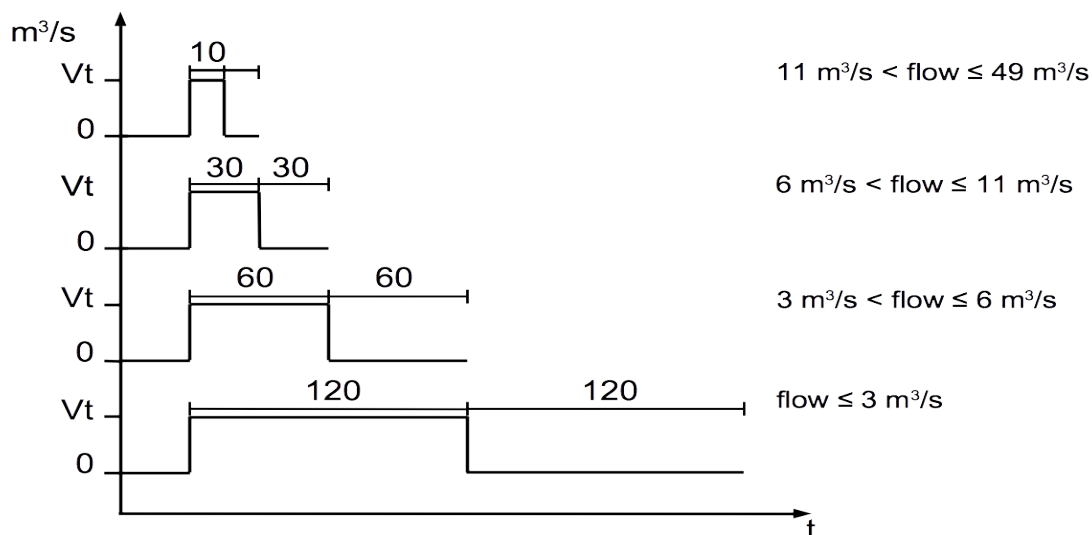 m³/s
10
Vt
11 m³/s < flow ≤ 49 m³/s
0
30 30
Vt
6 m³/s < flow ≤ 11 m³/s
0
60 60
Vt
3 m³/s < flow ≤ 6 m³/s
0
120 120
Vt
flow ≤ 3 m³/s
0
t